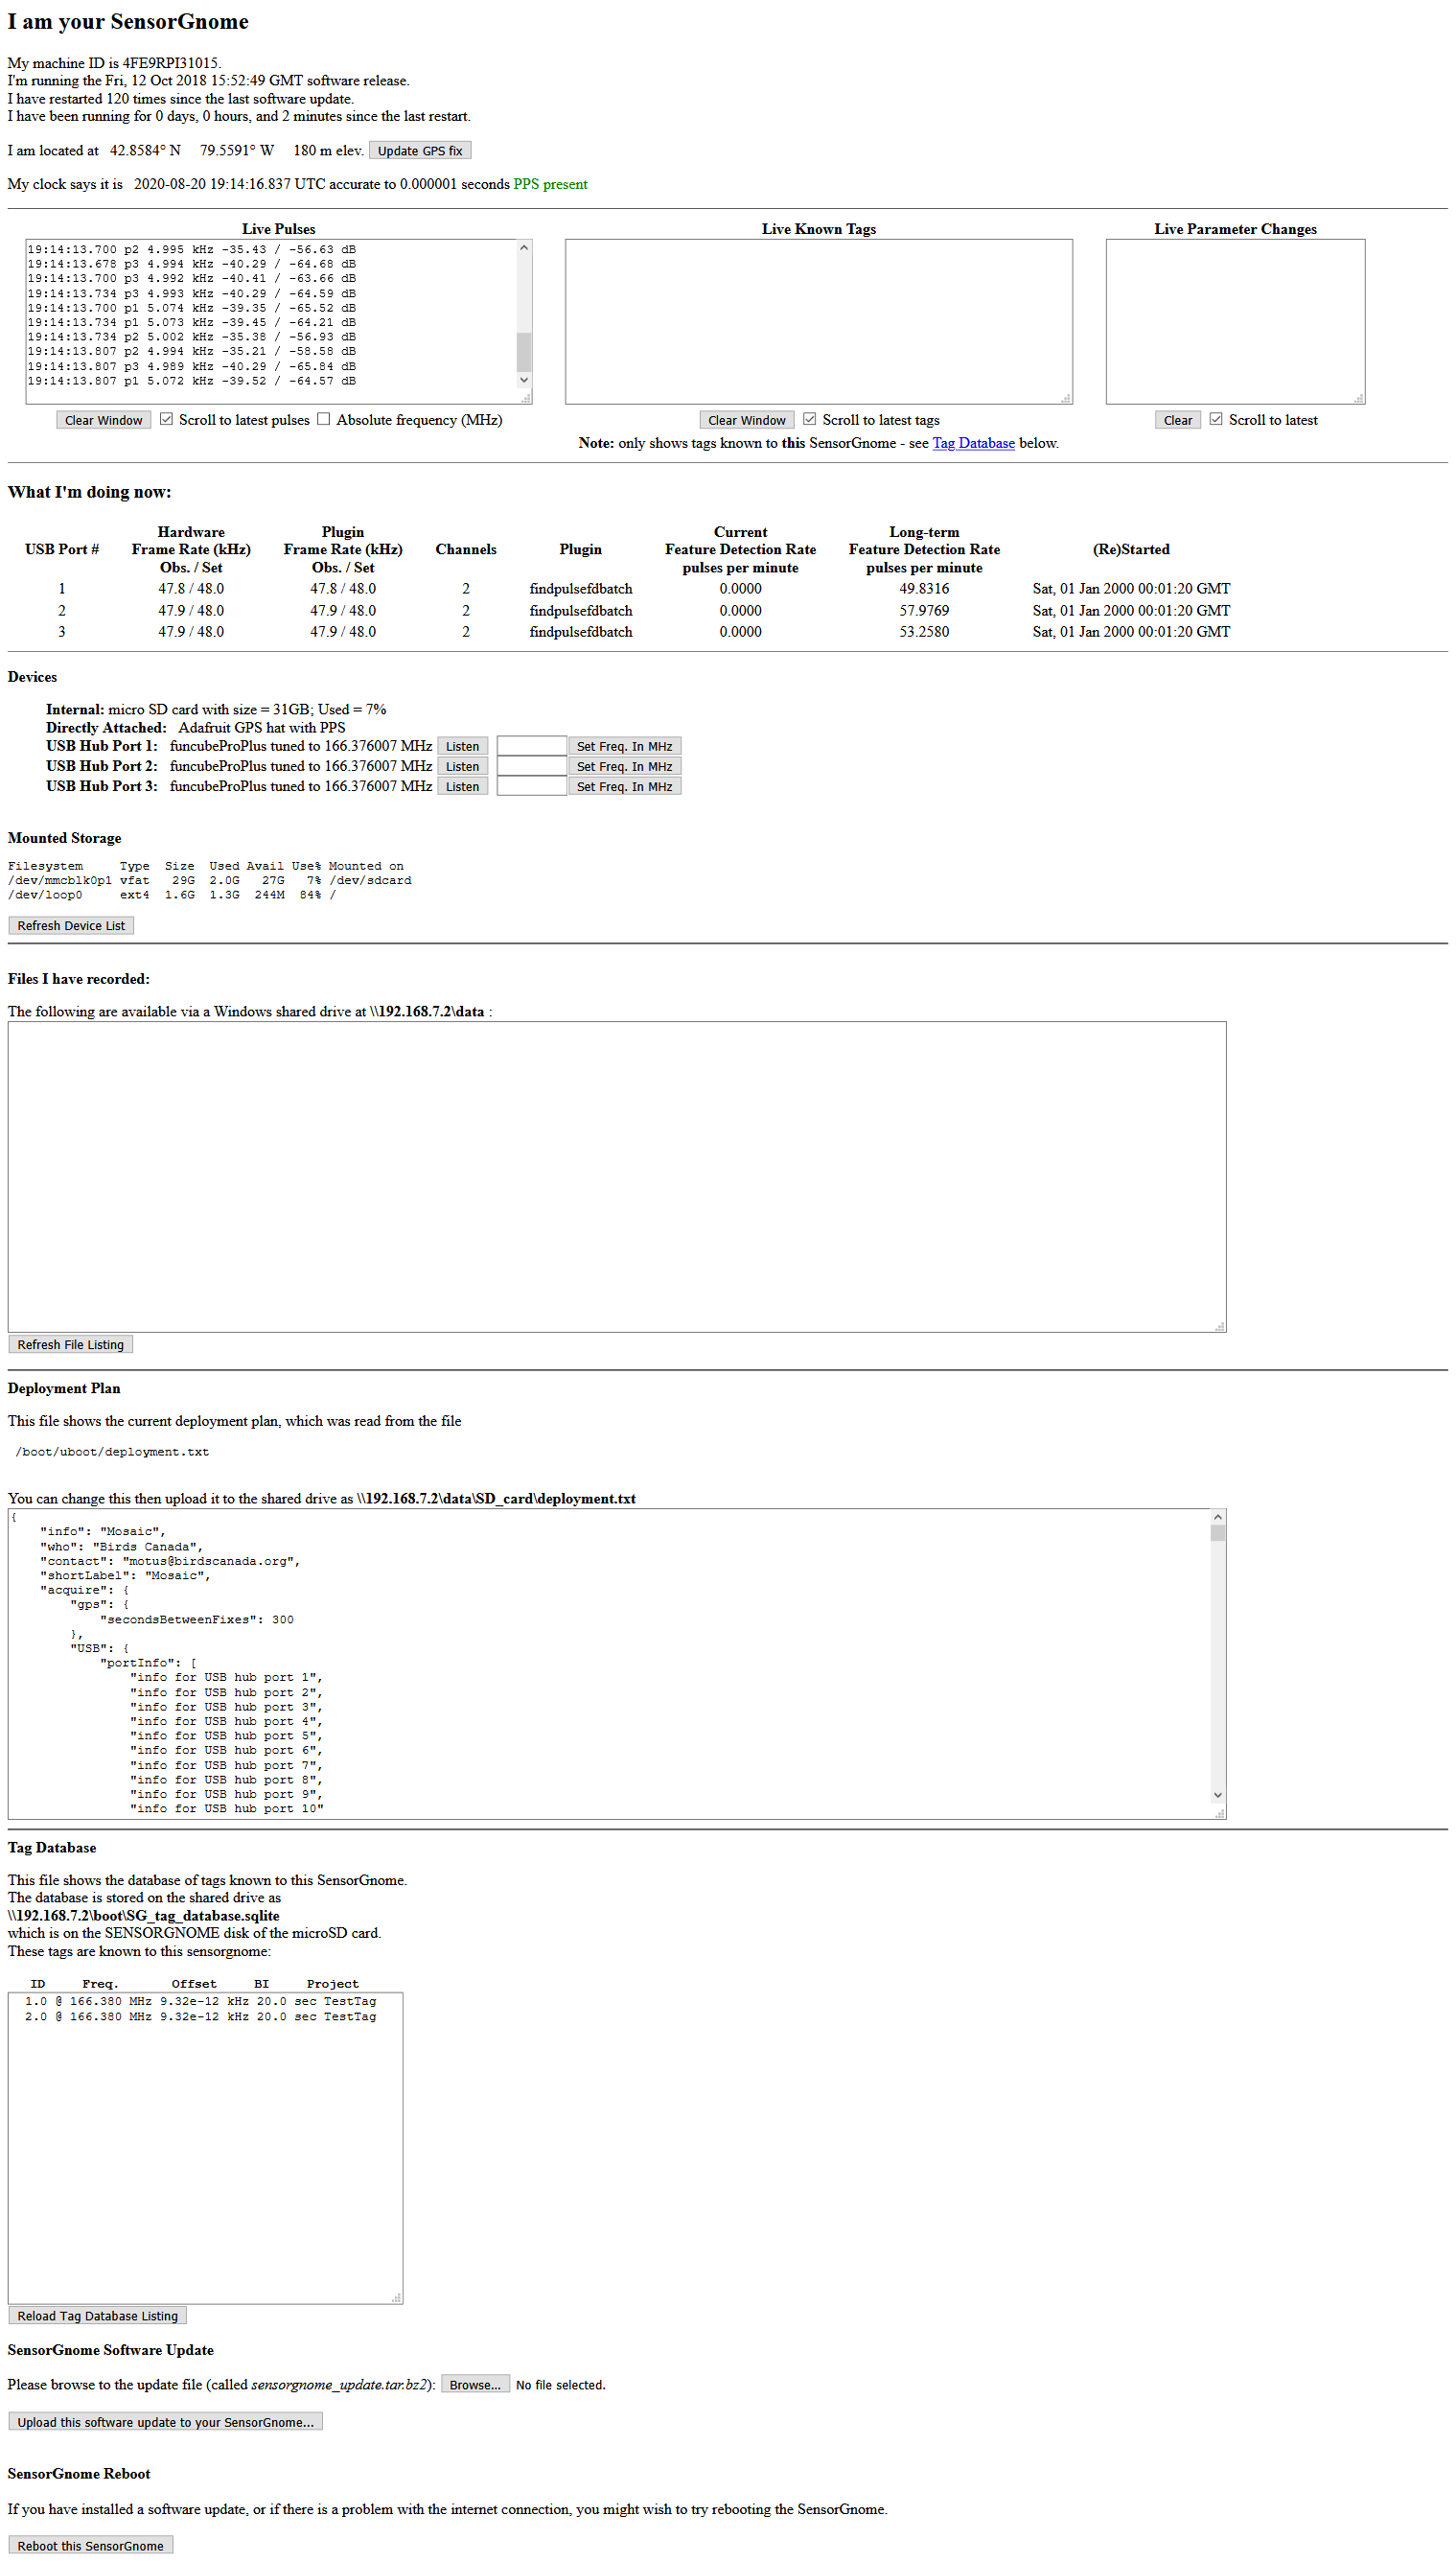 I am your SensorGnome
My machine ID is 4FE9RPI31015.
I'm running the Fri, 12 Oct 2018 15:52:49 GMT software release.
I have restarted 120 times since the last software update.
I have been running for 0 days, 0 hours, and 2 minutes since the last restart.
I am located at 42.8584° N 79.5591° W 180 m elev. Update GPS fix
My clock says it is 2020-08-20 19:14:16.837 UTC accurate to 0.000001 seconds PPS present
Live Pulses
19:14:13.700 p2 4.995 kHz -35.43 / -56.63 dB
19:14:13.678 p3 4.994 kHz -40.29 / -64.68 dB
19:14:13.700 p3 4.992 kHz -40.41 / -63.66 dB
19:14:13.734 p3 4.993 kHz -40.29 / -64.59 dB
19:14:13.700 p1 5.074 kHz -39.35 / -65.52 dB
19:14:13.734 p1 5.073 kHz -39.45 / -64.21 dB
19:14:13.734 p2 5.002 kHz -35.38 / -56.93 dB
19:14:13.807 p2 4.994 kHz -35.21 / -58.58 dB
19:14:13.807 p3 4.989 kHz -40.29 / -65.84 dB
19:14:13.807 p1 5.072 kHz -39.52 / -64.57 dB
Clear Window Scroll to latest pulses Absolute frequency (MHz)
Live Known Tags
Clear Window Scroll to latest tags
Note: only shows tags known to this SensorGnome - see Tag Database below.
Live Parameter Changes
Clear Scroll to latest
What I'm doing now:
USB Port # Hardware Frame Rate (kHz) Obs. / Set Plugin Frame Rate (kHz) Obs. / Set Channels Plugin Current Feature Detection Rate pulses per minute Long-term Feature Detection Rate pulses per minute (Re)Started
1 47.8 / 48.0 47.8 / 48.0 2 findpulsefdbatch 0.0000 49.8316 Sat, 01 Jan 2000 00:01:20 GMT
2 47.9 / 48.0 47.9 / 48.0 2 findpulsefdbatch 0.0000 57.9769 Sat, 01 Jan 2000 00:01:20 GMT
3 47.9 / 48.0 47.9 / 48.0 2 findpulsefdbatch 0.0000 53.2580 Sat, 01 Jan 2000 00:01:20 GMT
Devices
Internal: micro SD card with size = 31GB; Used = 7%
Directly Attached: Adafruit GPS hat with PPS
USB Hub Port 1: funcubeProPlus tuned to 166.376007 MHz Listen Set Freq. In MHz
USB Hub Port 2: funcubeProPlus tuned to 166.376007 MHz Listen Set Freq. In MHz
USB Hub Port 3: funcubeProPlus tuned to 166.376007 MHz Listen Set Freq. In MHz
Mounted Storage
Filesystem Type Size Used Avail Use% Mounted on
/dev/mmcblk0p1 vfat 29G 2.0G 27G 7% /dev/sdcard
/dev/loop0 ext4 1.6G 1.3G 244M 84% /
Refresh Device List
Files I have recorded:
The following are available via a Windows shared drive at \\192.168.7.2\data :
Refresh File Listing
Deployment Plan
This file shows the current deployment plan, which was read from the file
/boot/uboot/deployment.txt
You can change this then upload it to the shared drive as \\192.168.7.2\data\SD_card\deployment.txt
{
"info": "Mosaic",
"who": "Birds Canada",
"contact": "motus@birdscanada.org",
"shortLabel": "Mosaic",
"acquire": {
"gps": {
"secondsBetweenFixes": 300
},
"USB": {
"portInfo": [
"info for USB hub port 1",
"info for USB hub port 2",
"info for USB hub port 3",
"info for USB hub port 4",
"info for USB hub port 5",
"info for USB hub port 6",
"info for USB hub port 7",
"info for USB hub port 8",
"info for USB hub port 9",
"info for USB hub port 10"
Tag Database
This file shows the database of tags known to this SensorGnome.
The database is stored on the shared drive as
\\192.168.7.2\boot\SG_tag_database.sqlite
which is on the SENSORGNOME disk of the microSD card.
These tags are known to this sensorgnome:
ID Freq. Offset BI Project
1.0 @ 166.380 MHz 9.32e-12 kHz 20.0 sec TestTag
2.0 @ 166.380 MHz 9.32e-12 kHz 20.0 sec TestTag
Reload Tag Database Listing
SensorGnome Software Update
Please browse to the update file (called sensorgnome_update.tar.bz2): Browse... No file selected.
Upload this software update to your SensorGnome...
SensorGnome Reboot
If you have installed a software update, or if there is a problem with the internet connection, you might wish to try rebooting the SensorGnome.
Reboot this SensorGnome